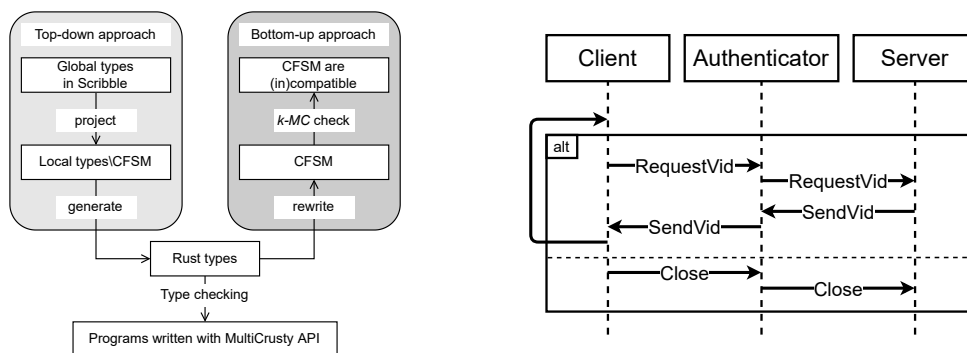 Top-down approach
Global types
in Scribble
project
Local types\CFSM
generate
Bottom-up approach
CFSM are
(in)compatible
k-MC check
CFSM
rewrite
Rust types
Type checking
Programs written with MultiCrusty API
Client
Authenticator
Server
alt
RequestVid
RequestVid
SendVid
SendVid
Close
Close